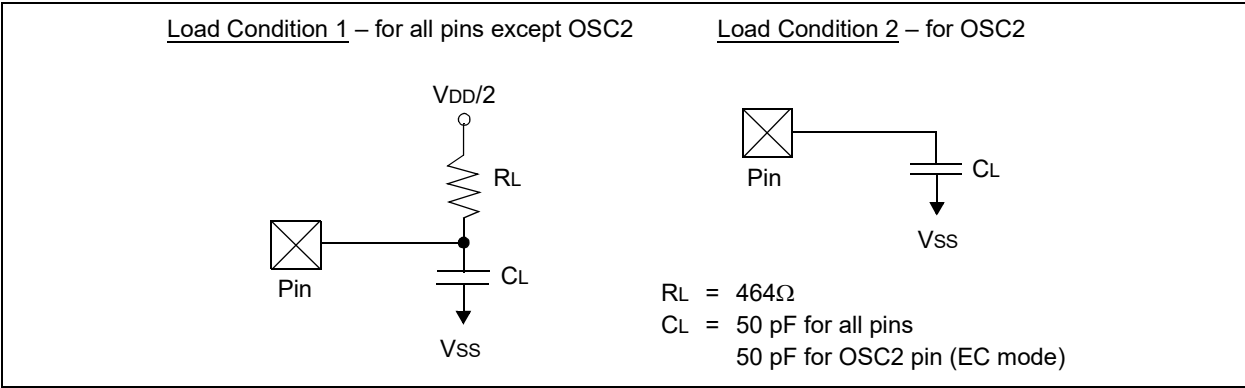 Load Condition 1 – for all pins except OSC2
Load Condition 2 – for OSC2
VDD/2
RL
Pin
CL
VSS
Pin
CL
VSS
RL = 464Ω
CL = 50 pF for all pins
50 pF for OSC2 pin (EC mode)